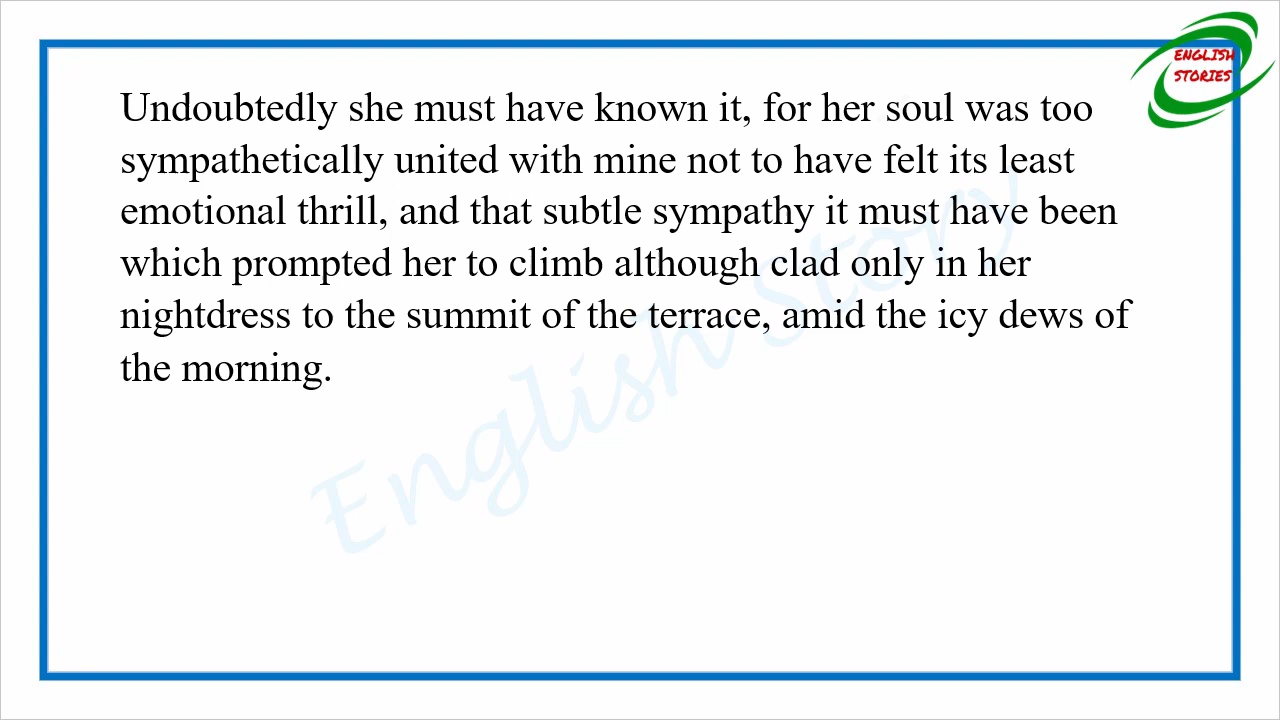 ENGLISH
STORIES
Undoubtedly she must have known it, for her soul was too
sympathetically united with mine not to have felt its least
emotional thrill, and that subtle sympathy it must have been
which prompted her to climb although clad only in her
nightdress to the summit of the terrace, amid the icy dews of
the morning.
English Story